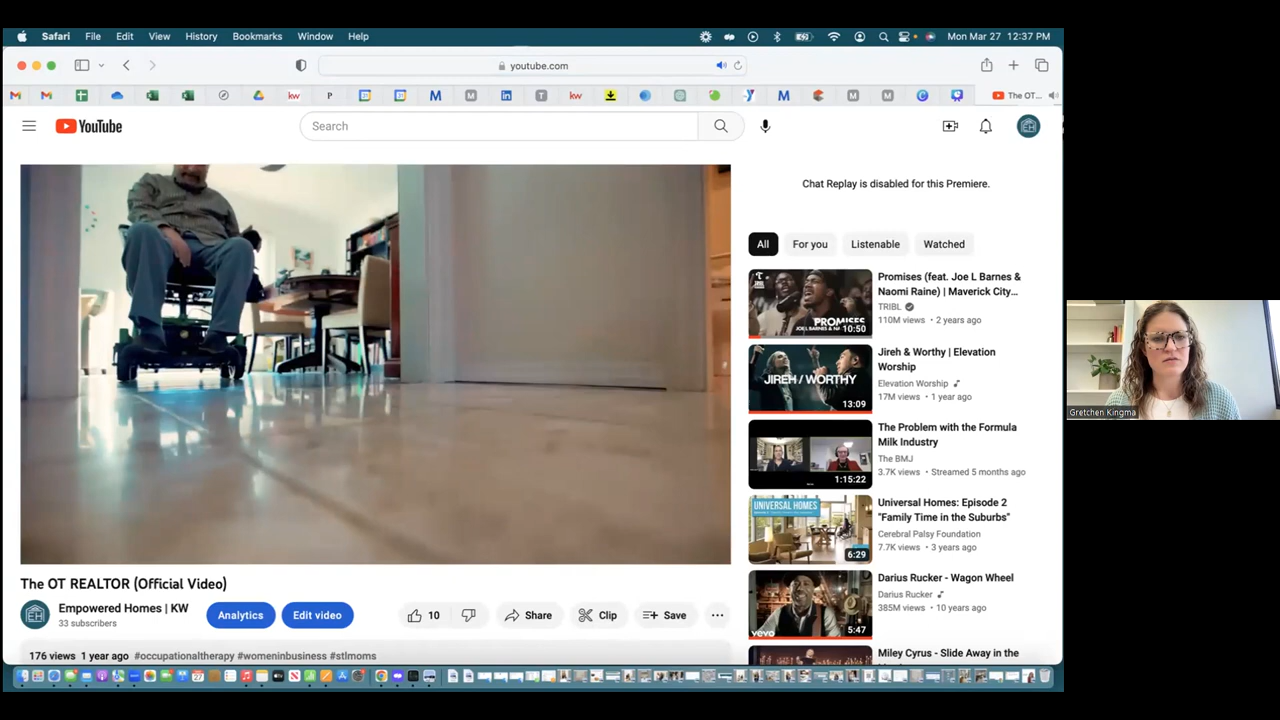 Safari File Edit View History Bookmarks Window Help
Mon Mar 27 12:37 PM
youtube.com
kw P M M in T kw M M M C
The OT...
YouTube
Search
EH
Chat Replay is disabled for this Premiere.
All For you Listenable Watched
Promises (feat. Joe L Barnes &
Naomi Raine) | Maverick City...
TRIBL
110M views • 2 years ago
PROMISES
10:50
Jireh & Worthy | Elevation
Worship
Elevation Worship
17M views • 1 year ago
JIREH / WORTHY
13:09
The Problem with the Formula
Milk Industry
The BMJ
3.7K views • Streamed 5 months ago
1:15:22
Universal Homes: Episode 2
"Family Time in the Suburbs"
Cerebral Palsy Foundation
7.7K views • 3 years ago
UNIVERSAL HOMES
6:29
Darius Rucker - Wagon Wheel
Darius Rucker
385M views • 10 years ago
vevo
5:47
Miley Cyrus - Slide Away in the
The OT REALTOR (Official Video)
Empowered Homes | KW
33 subscribers
Analytics Edit video
10 Share Clip Save
176 views 1 year ago #occupationaltherapy #womeninbusiness #stlmoms
Gretchen Kingma